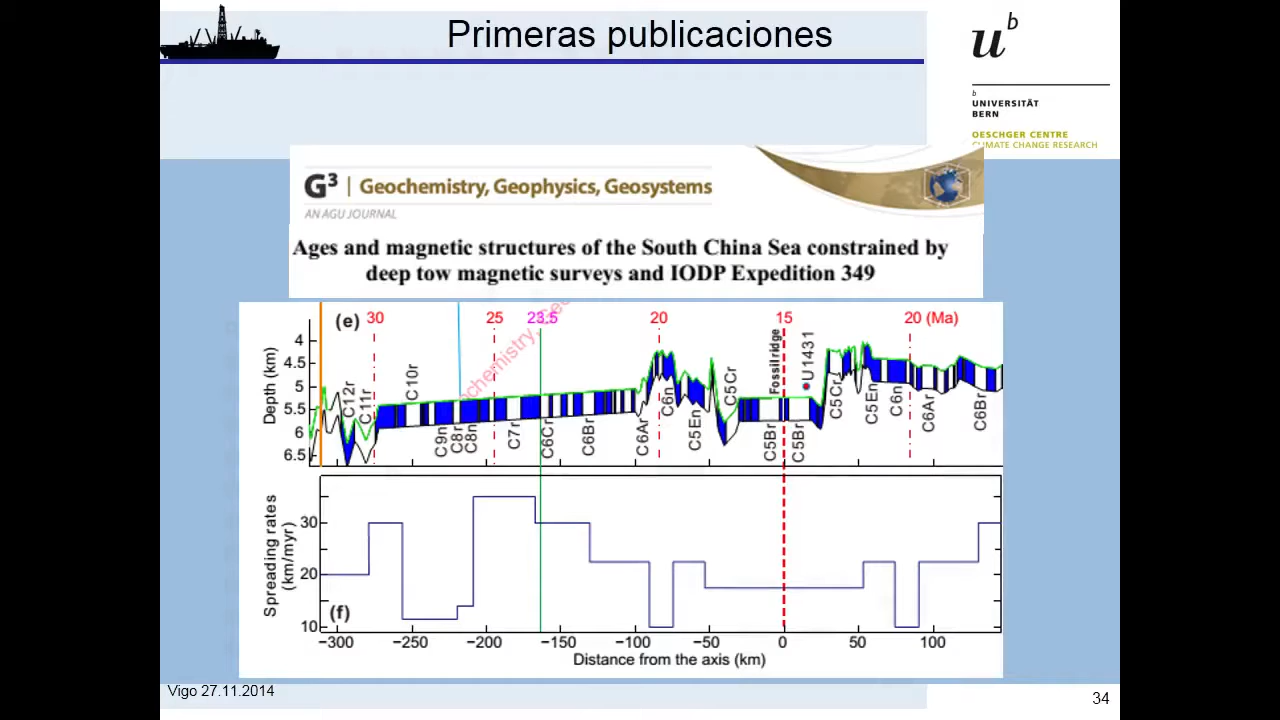 Primeras publicaciones
u b
b
UNIVERSITÄT
BERN
OESCHGER CENTRE
CLIMATE CHANGE RESEARCH
G³ | Geochemistry, Geophysics, Geosystems
AN AGU JOURNAL
Ages and magnetic structures of the South China Sea constrained by
deep tow magnetic surveys and IODP Expedition 349
(e) 30 25 23.5 20 15 20 (Ma)
Depth (km)
4
4.5
5
5.5
6
6.5
C12r C11r C10r C9n C8r C8n C7r C6Cr C6Br C6Ar C6n C5En C5Cr C5Br Fossil ridge C5Br U1431 C5Cr C5En C6n C6Ar C6Br
Spreading rates
(km/myr)
30
20
10
(f)
−300 −250 −200 −150 −100 −50 0 50 100
Distance from the axis (km)
Vigo 27.11.2014
34